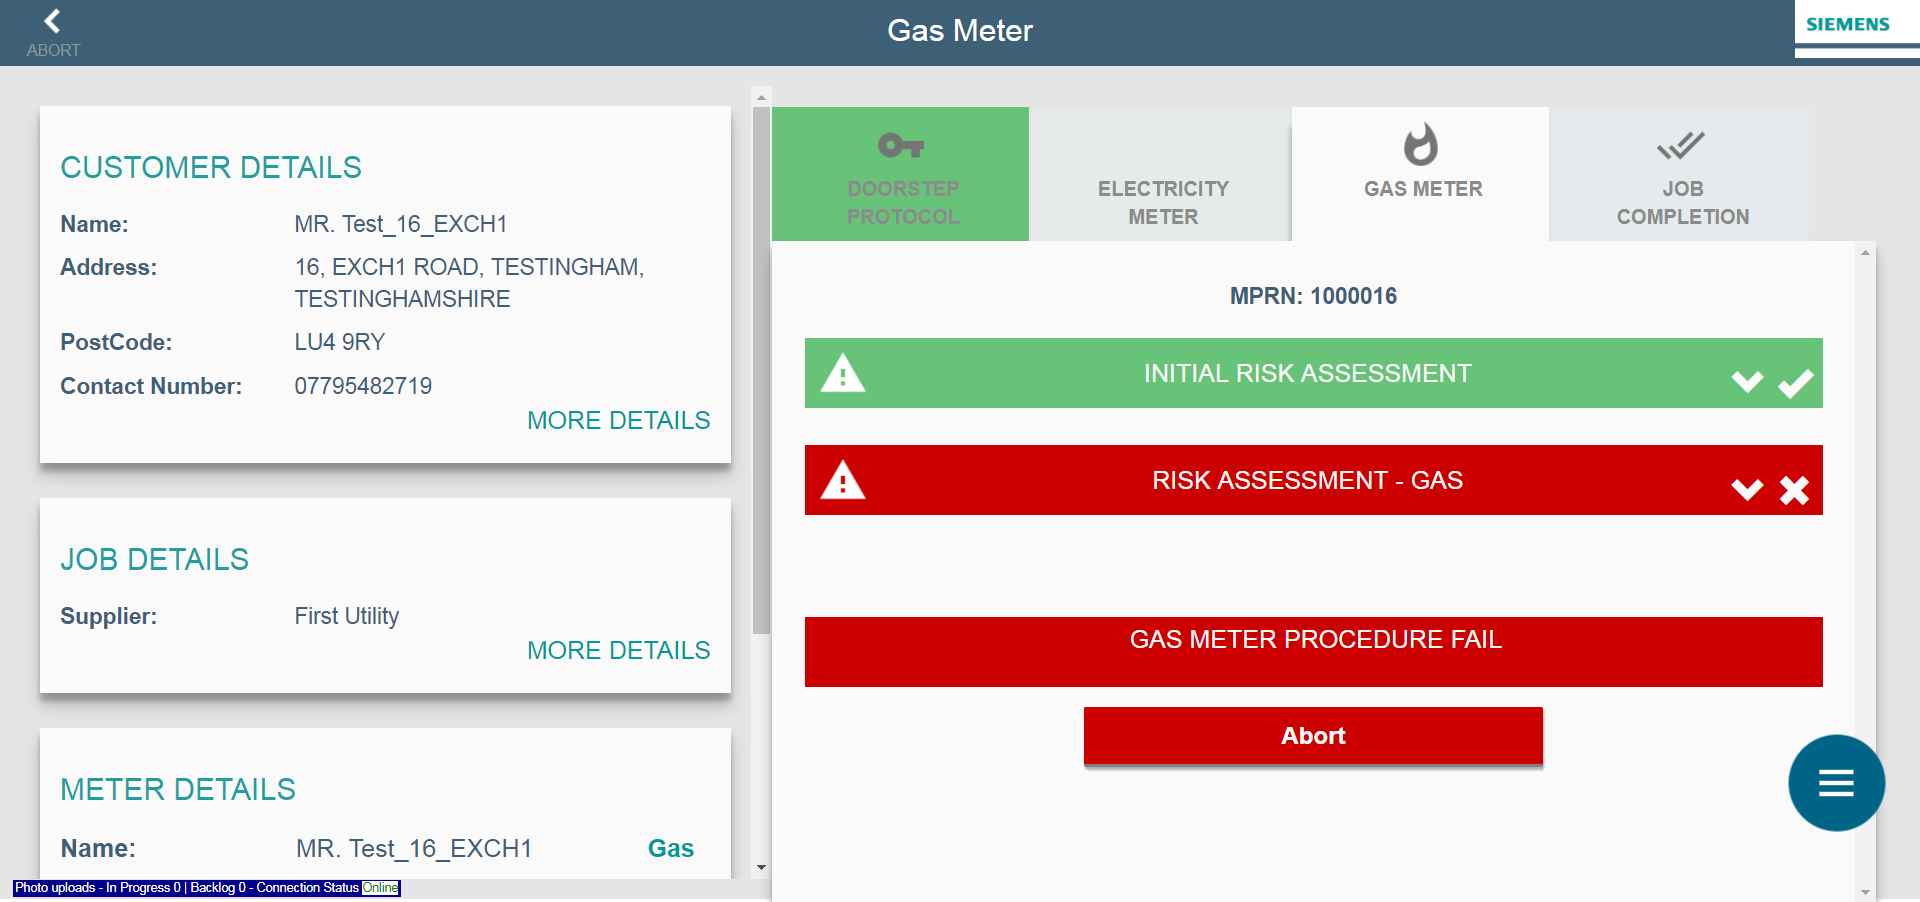 ABORT
Gas Meter
SIEMENS
CUSTOMER DETAILS
Name: MR. Test_16_EXCH1
Address: 16, EXCH1 ROAD, TESTINGHAM,
TESTINGHAMSHIRE
PostCode: LU4 9RY
Contact Number: 07795482719
MORE DETAILS
JOB DETAILS
Supplier: First Utility
MORE DETAILS
METER DETAILS
Name: MR. Test_16_EXCH1 Gas
Photo uploads - In Progress 0 | Backlog 0 - Connection Status Online
DOORSTEP
PROTOCOL
ELECTRICITY
METER
GAS METER
JOB
COMPLETION
MPRN: 1000016
INITIAL RISK ASSESSMENT
RISK ASSESSMENT - GAS
GAS METER PROCEDURE FAIL
Abort